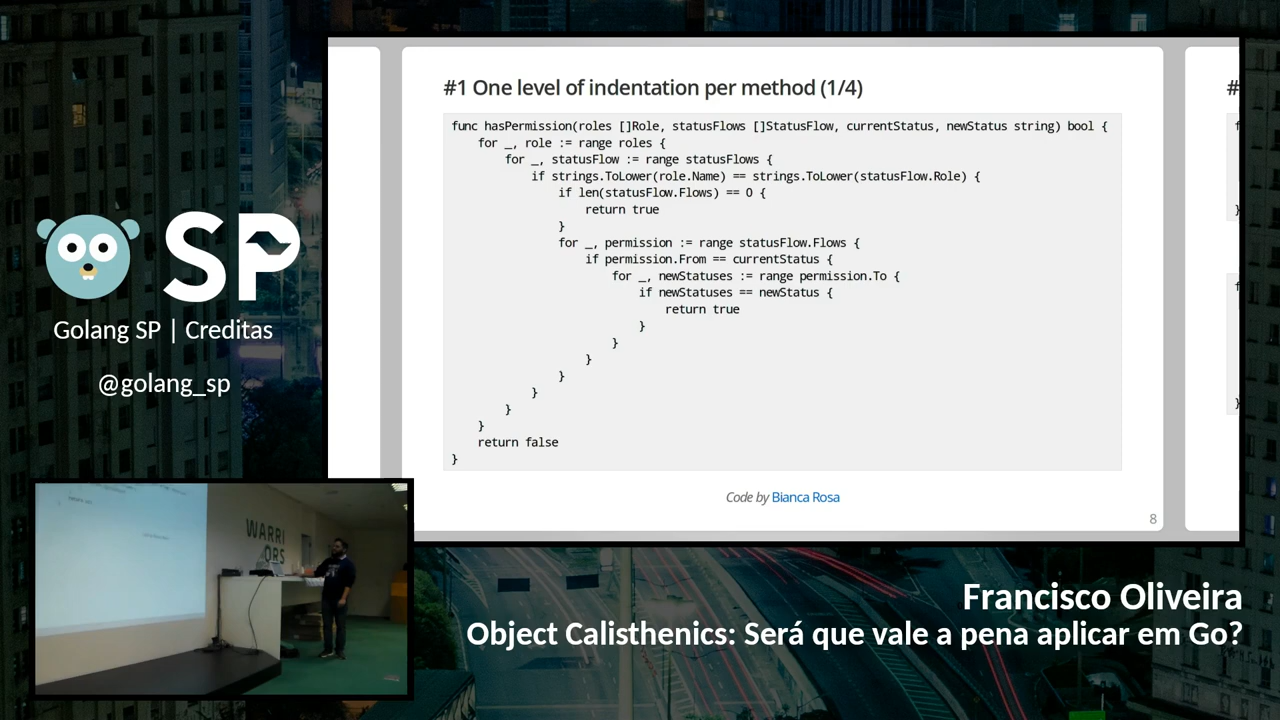 SP
Golang SP | Creditas
@golang_sp
#1 One level of indentation per method (1/4)
func hasPermission(roles []Role, statusFlows []StatusFlow, currentStatus, newStatus string) bool {
for _, role := range roles {
for _, statusFlow := range statusFlows {
if strings.ToLower(role.Name) == strings.ToLower(statusFlow.Role) {
if len(statusFlow.Flows) == 0 {
return true
}
for _, permission := range statusFlow.Flows {
if permission.From == currentStatus {
for _, newStatuses := range permission.To {
if newStatuses == newStatus {
return true
}
}
}
}
}
}
}
return false
}
Code by Bianca Rosa
8
#
f
}
f
}
WARRI
ORS
Francisco Oliveira
Object Calisthenics: Será que vale a pena aplicar em Go?